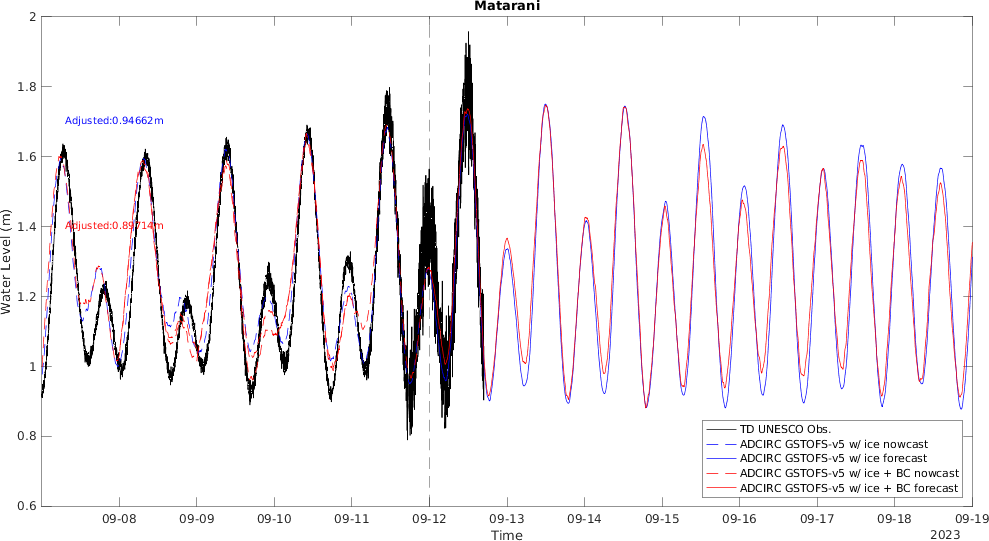 Matarani
2
1.8
1.6
1.4
1.2
1
0.8
0.6
Water Level (m)
Adjusted:0.94662m
Adjusted:0.89714m
TD UNESCO Obs.
ADCIRC GSTOFS-v5 w/ ice nowcast
ADCIRC GSTOFS-v5 w/ ice forecast
ADCIRC GSTOFS-v5 w/ ice + BC nowcast
ADCIRC GSTOFS-v5 w/ ice + BC forecast
09-08 09-09 09-10 09-11 09-12 09-13 09-14 09-15 09-16 09-17 09-18 09-19
Time
2023